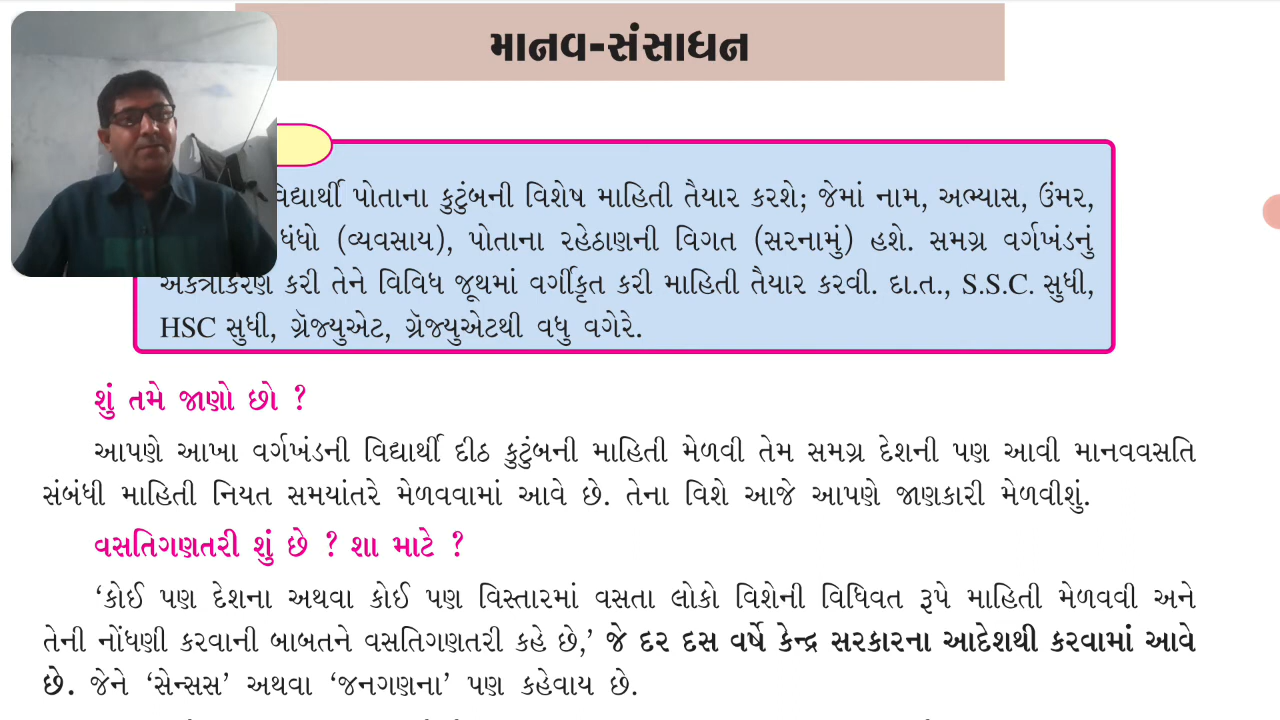 માનવ-સંસાધન
વિદ્યાર્થી પોતાના કુટુંબની વિશેષ માહિતી તૈયાર કરશે; જેમાં નામ, અભ્યાસ, ઉંમર,
ધંધો (વ્યવસાય), પોતાના રહેઠાણની વિગત (સરનામું) હશે. સમગ્ર વર્ગખંડનું
એકત્રીકરણ કરી તેને વિવિધ જૂથમાં વર્ગીકૃત કરી માહિતી તૈયાર કરવી. દા.ત., S.S.C. સુધી,
HSC સુધી, ગ્રૅજ્યુએટ, ગ્રૅજ્યુએટથી વધુ વગેરે.
શું તમે જાણો છો ?
આપણે આખા વર્ગખંડની વિદ્યાર્થી દીઠ કુટુંબની માહિતી મેળવી તેમ સમગ્ર દેશની પણ આવી માનવવસતિ
સંબંધી માહિતી નિયત સમયાંતરે મેળવવામાં આવે છે. તેના વિશે આજે આપણે જાણકારી મેળવીશું.
વસતિગણતરી શું છે ? શા માટે ?
‘કોઈ પણ દેશના અથવા કોઈ પણ વિસ્તારમાં વસતા લોકો વિશેની વિધિવત રૂપે માહિતી મેળવવી અને
તેની નોંધણી કરવાની બાબતને વસતિગણતરી કહે છે,’ જે દર દસ વર્ષે કેન્દ્ર સરકારના આદેશથી કરવામાં આવે
છે. જેને ‘સેન્સસ’ અથવા ‘જનગણના’ પણ કહેવાય છે.